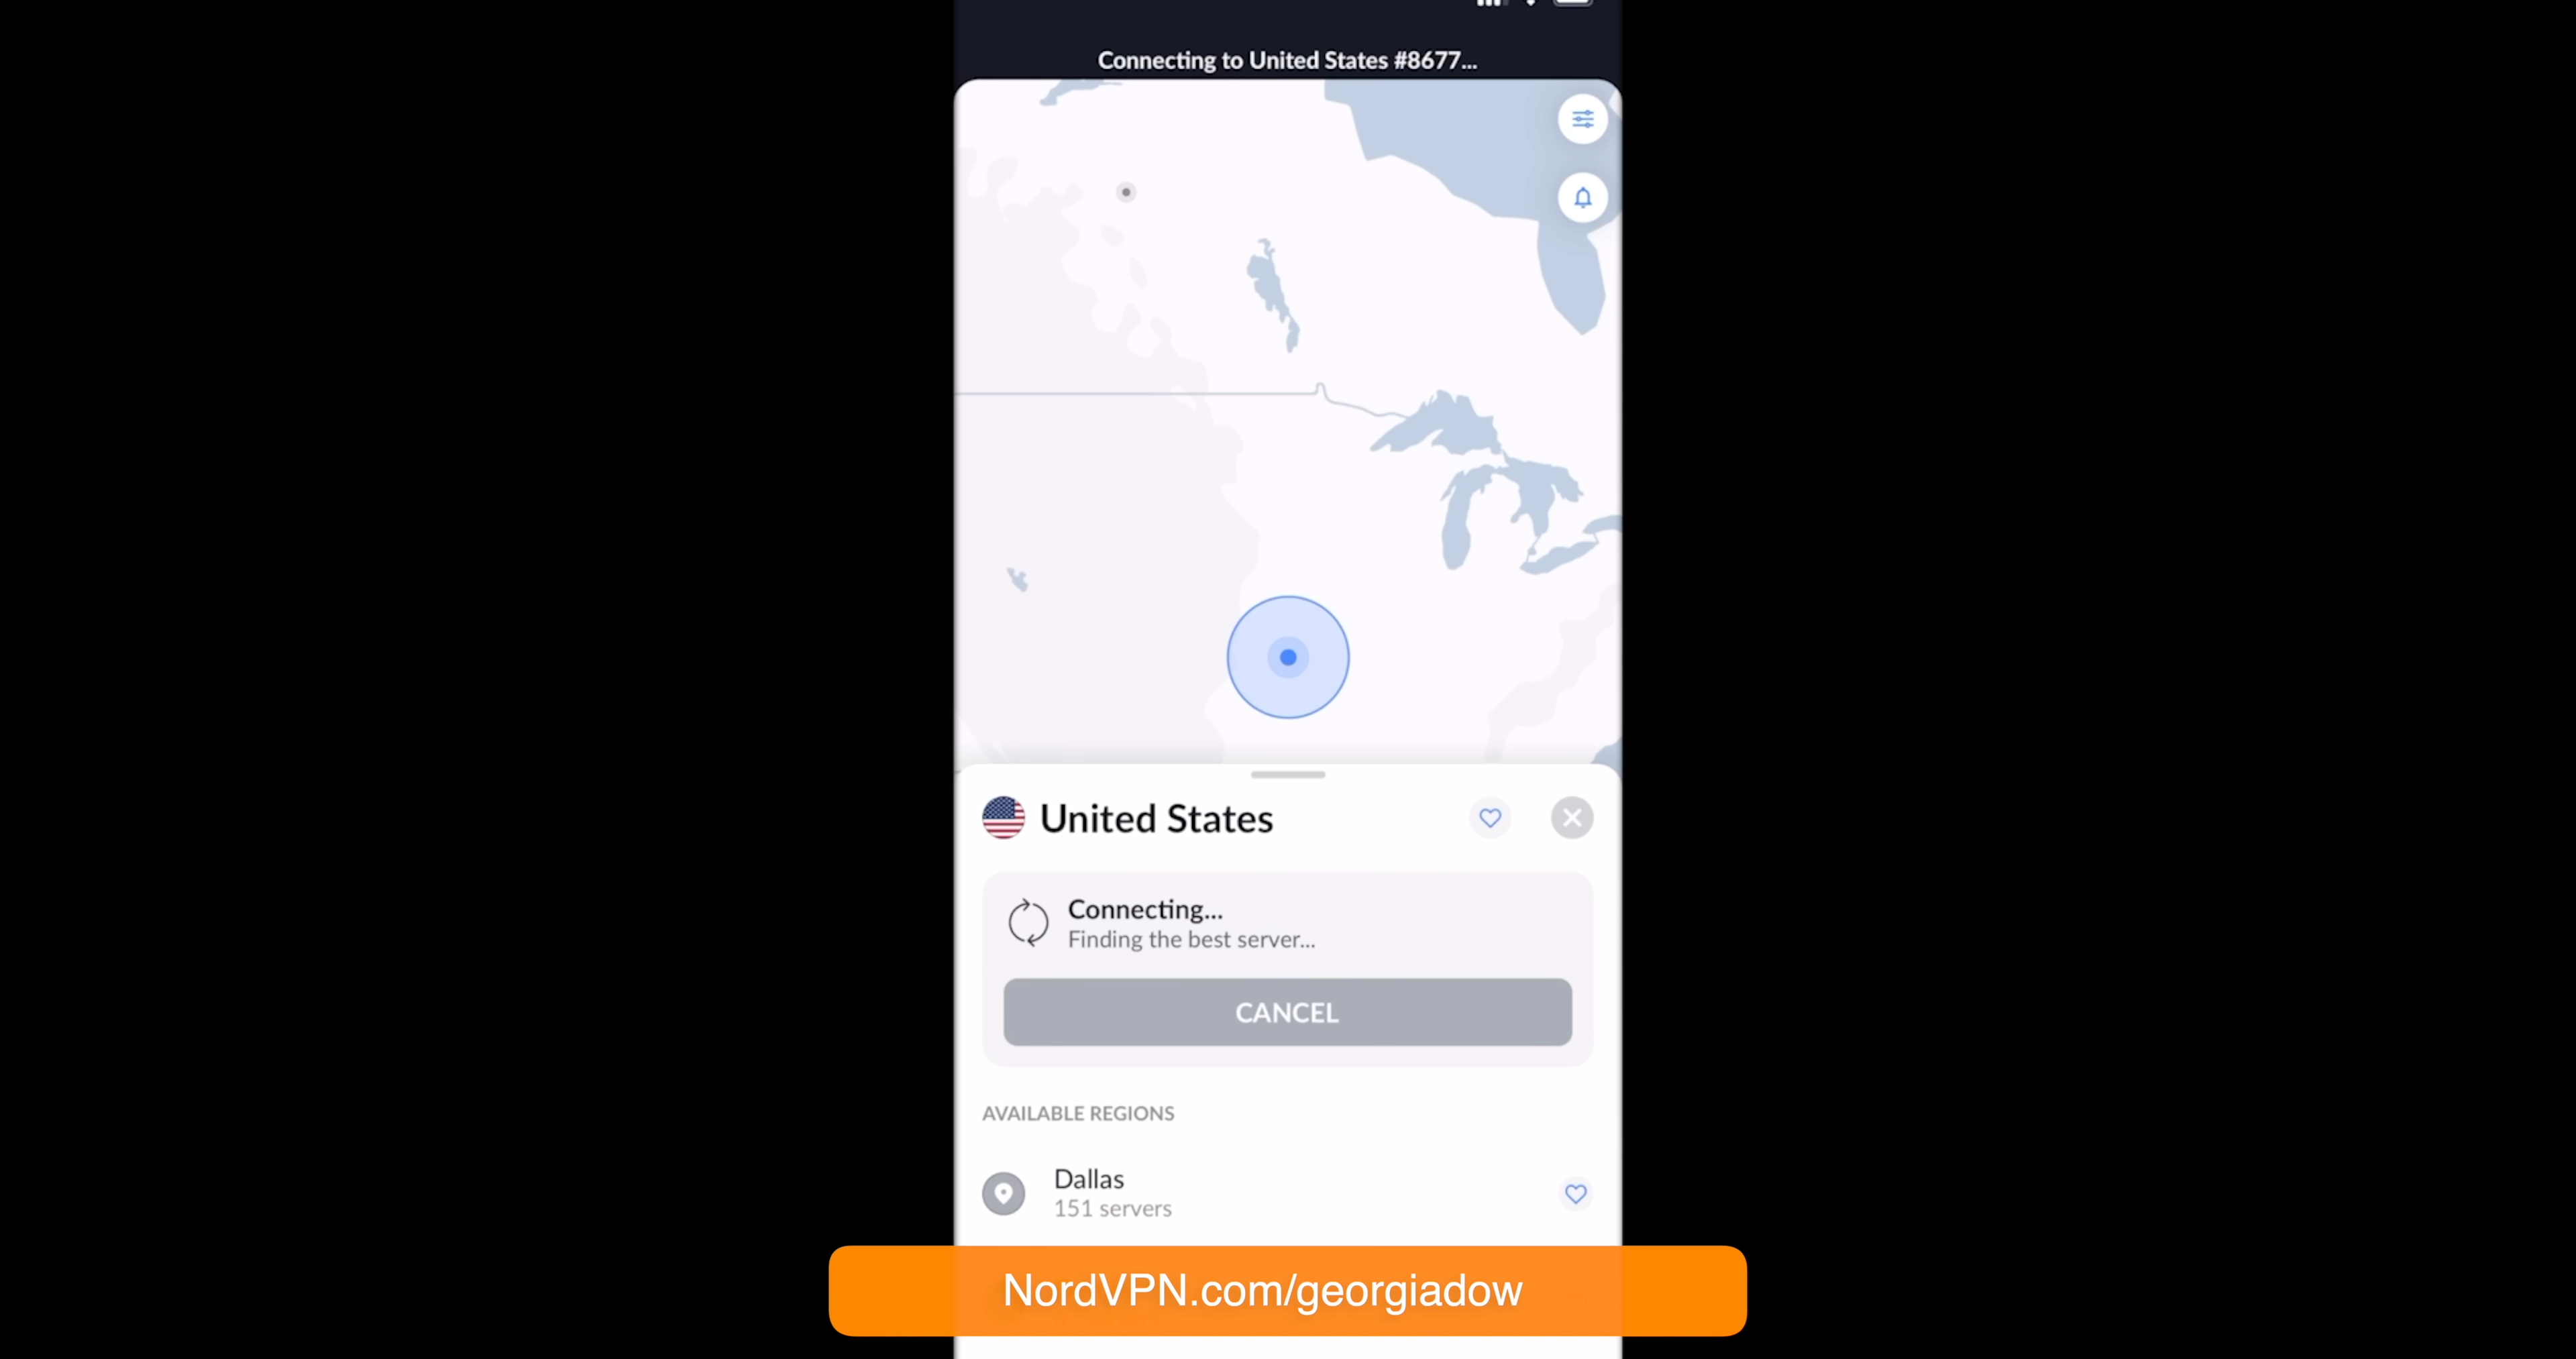 Connecting to United States #8677...
United States
Connecting...
Finding the best server...
CANCEL
AVAILABLE REGIONS
Dallas
151 servers
NordVPN.com/georgiadow